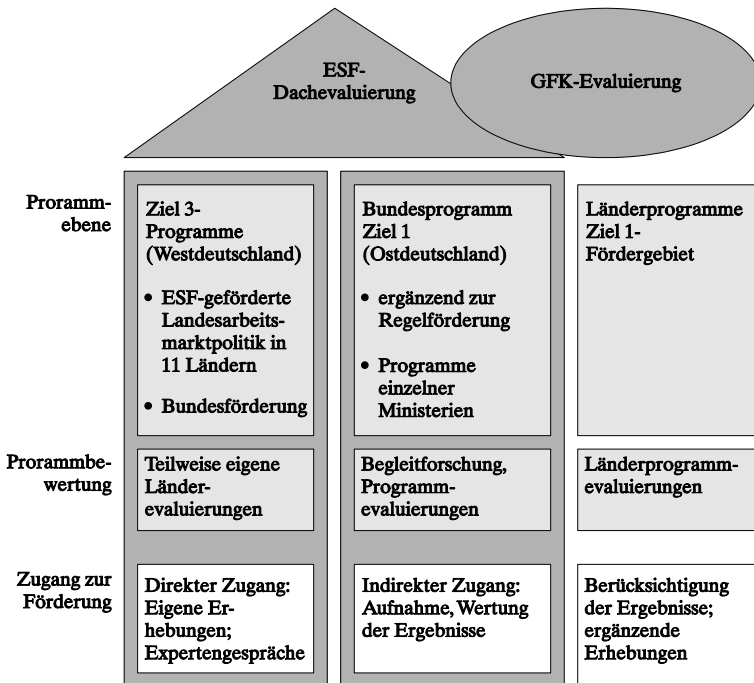 ESF-
Dachevaluierung
GFK-Evaluierung
Proramm-
ebene
Ziel 3-
Programme
(Westdeutschland)
• ESF-geförderte
Landesarbeits-
marktpolitik in
11 Ländern
• Bundesförderung
Bundesprogramm
Ziel 1
(Ostdeutschland)
• ergänzend zur
Regelförderung
• Programme
einzelner
Ministerien
Länderprogramme
Ziel 1-
Fördergebiet
Prorammbe-
wertung
Teilweise eigene
Länder-
evaluierungen
Begleitforschung,
Programm-
evaluierungen
Länderprogramm-
evaluierungen
Zugang zur
Förderung
Direkter Zugang:
Eigene Er-
hebungen;
Expertengespräche
Indirekter Zugang:
Aufnahme, Wertung
der Ergebnisse
Berücksichtigung
der Ergebnisse;
ergänzende
Erhebungen